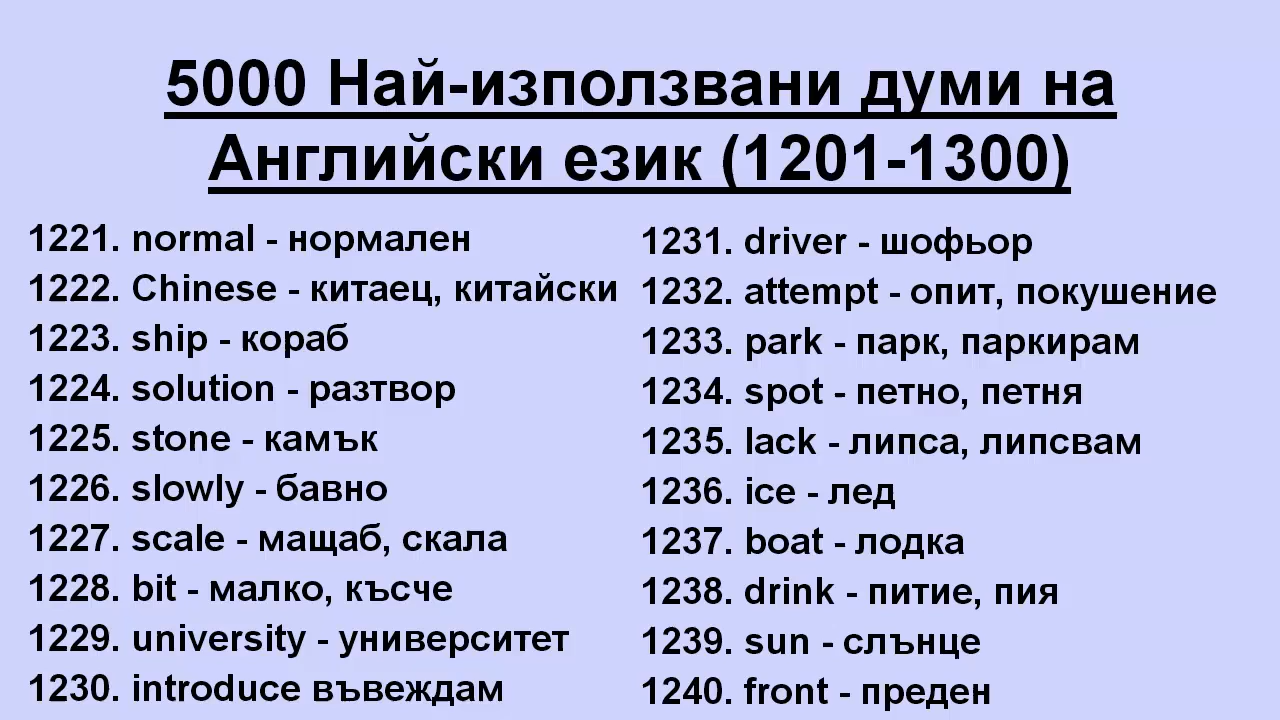 5000 Най-използвани думи на
Английски език (1201-1300)
1221. normal - нормален
1222. Chinese - китаец, китайски
1223. ship - кораб
1224. solution - разтвор
1225. stone - камък
1226. slowly - бавно
1227. scale - мащаб, скала
1228. bit - малко, късче
1229. university - университет
1230. introduce въвеждам
1231. driver - шофьор
1232. attempt - опит, покушение
1233. park - парк, паркирам
1234. spot - петно, петня
1235. lack - липса, липсвам
1236. ice - лед
1237. boat - лодка
1238. drink - питие, пия
1239. sun - слънце
1240. front - преден